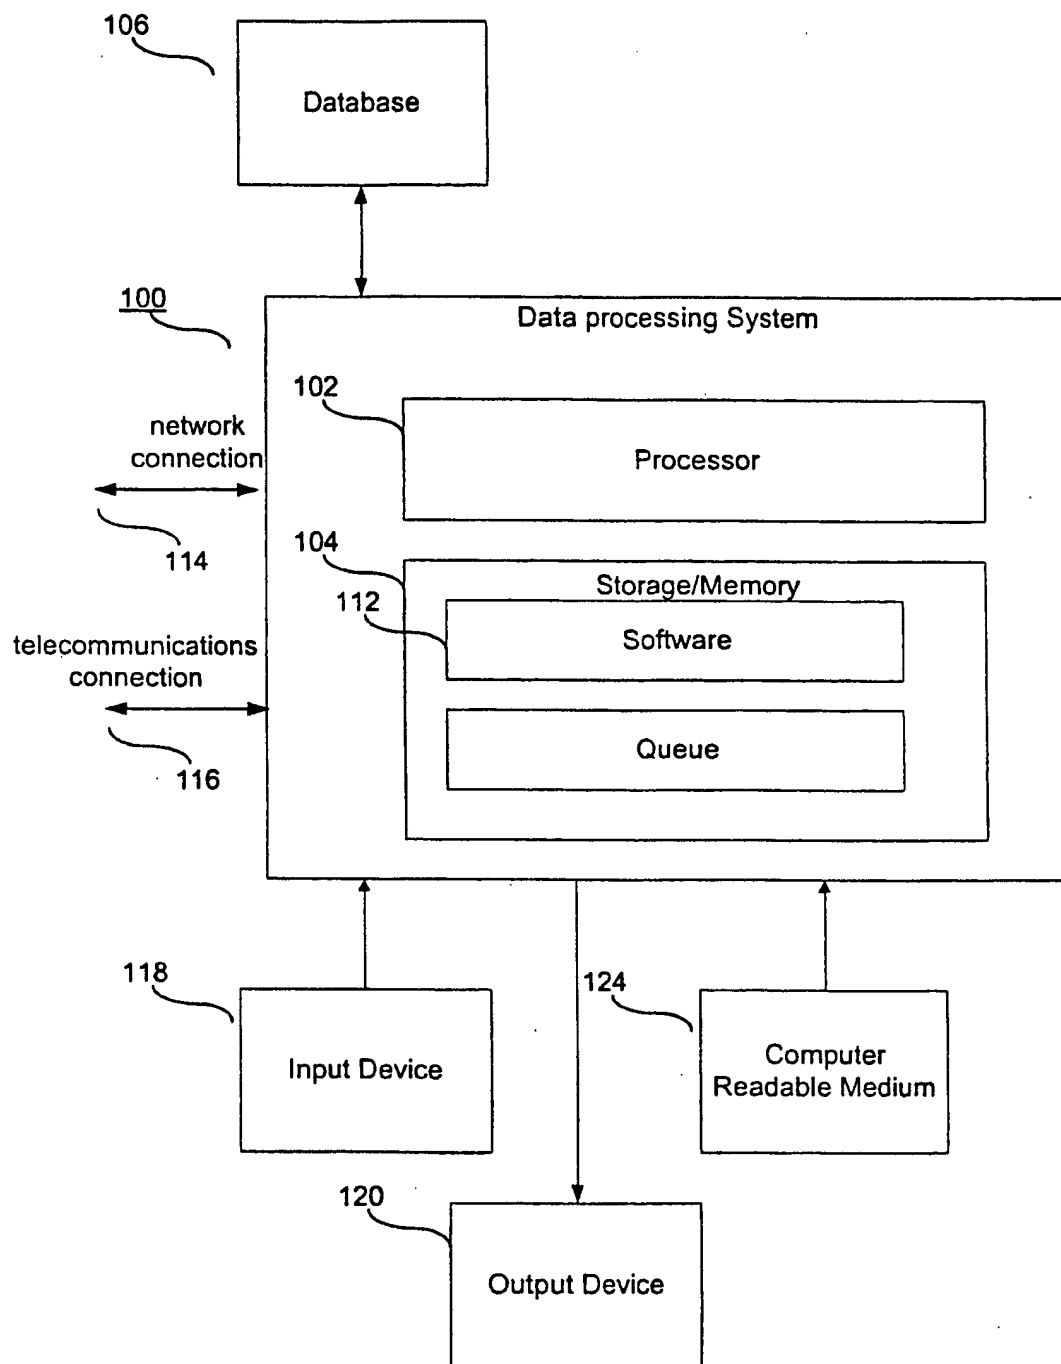 106
Database
100
Data processing System
102
Processor
network
connection
114
104
Storage/Memory
112
Software
telecommunications
connection
Queue
116
118
Input Device
124
Computer
Readable Medium
120
Output Device